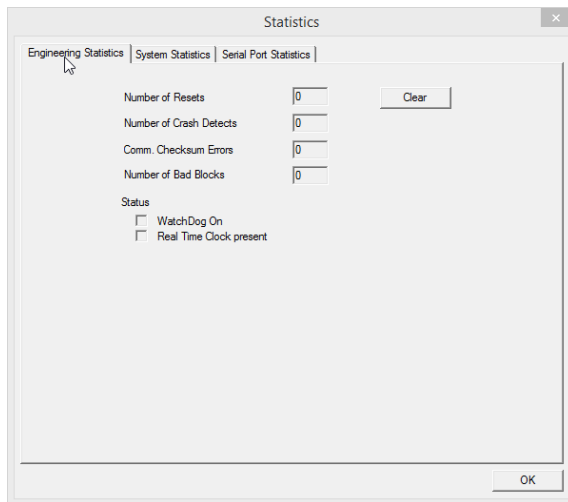 Statistics
Engineering Statistics System Statistics Serial Port Statistics
Number of Resets 0 Clear
Number of Crash Detects 0
Comm. Checksum Errors 0
Number of Bad Blocks 0
Status
WatchDog On
Real Time Clock present
OK